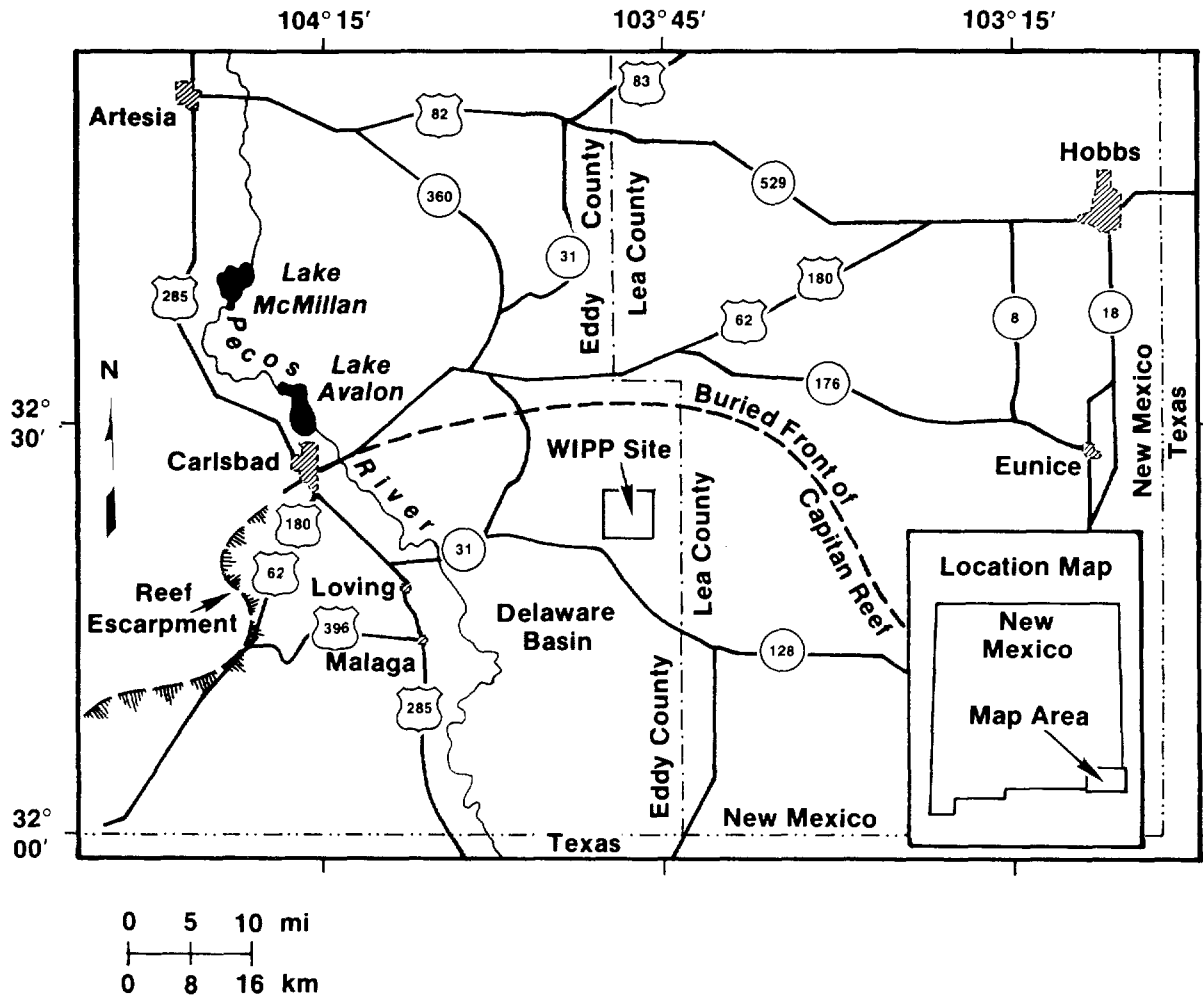 104° 15′
103° 45′
103° 15′
83
Artesia
82
Hobbs
360
529
Eddy County
Lea County
31
180
Lake
McMillan
285
62
8
18
Pecos
Lake
Avalon
N
176
New Mexico
Texas
32°
30′
Buried Front of
Capitan Reef
Carlsbad
WIPP Site
Eunice
River
180
31
Lea County
62
Loving
Location Map
Reef
Escarpment
396
Delaware
Basin
New
Mexico
Malaga
128
285
Map Area
Eddy County
32°
00′
New Mexico
Texas
0 5 10 mi
0 8 16 km